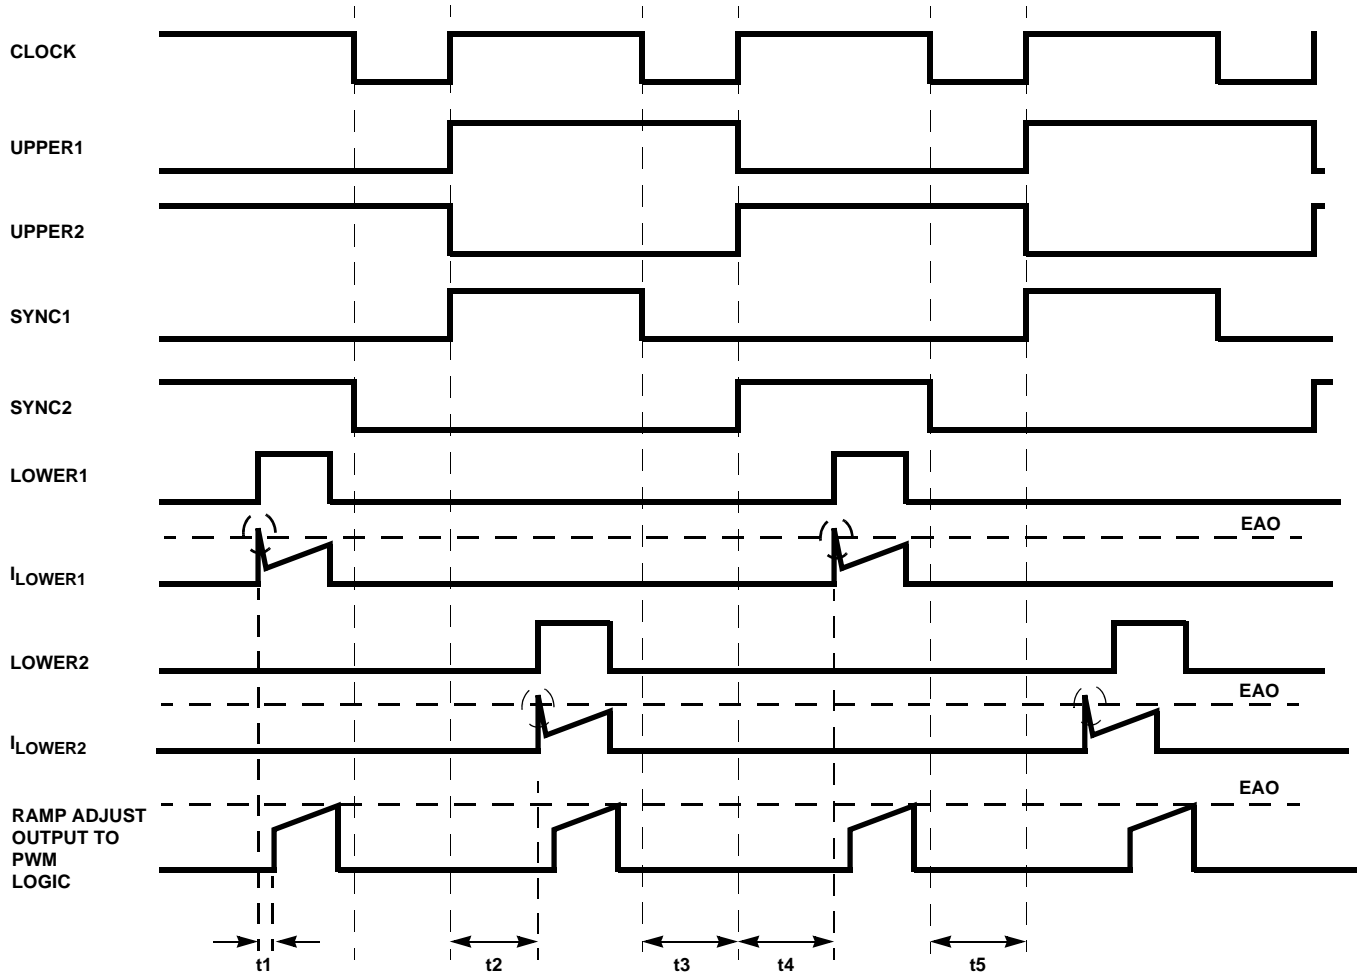 CLOCK
UPPER1
UPPER2
SYNC1
SYNC2
LOWER1
EAO
ILOWER1
LOWER2
EAO
ILOWER2
EAO
RAMP ADJUST
OUTPUT TO
PWM
LOGIC
t1 t2 t3 t4 t5